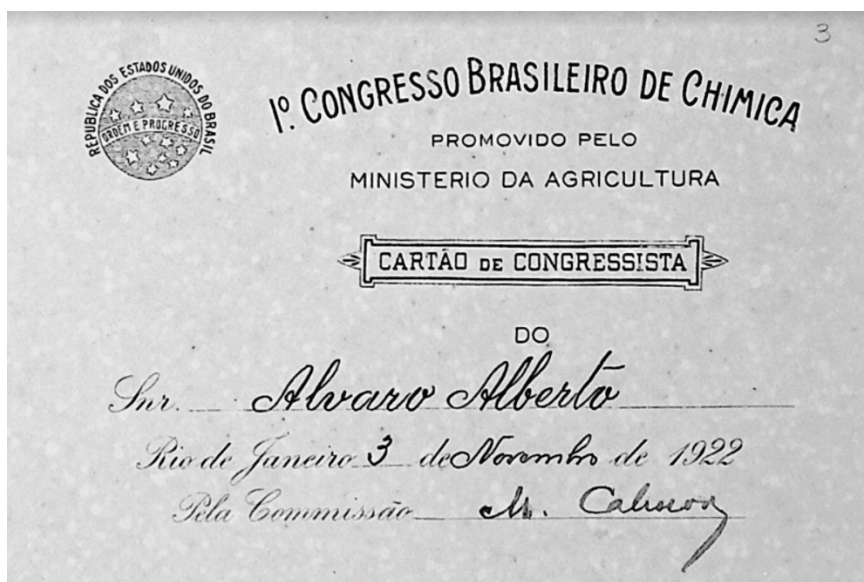 3
REPUBLICA DOS ESTADOS UNIDOS DO BRASIL
ORDEM E PROGRESSO
1º. CONGRESSO BRASILEIRO DE CHIMICA
PROMOVIDO PELO
MINISTERIO DA AGRICULTURA
CARTÃO DE CONGRESSISTA
DO
Snr. Alvaro Alberto
Rio de Janeiro 3 de Novembro de 1922
Pela Commissão M.